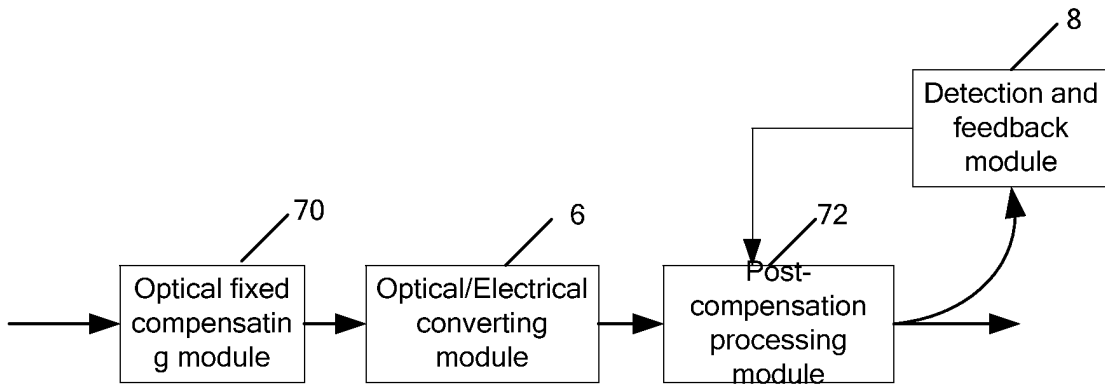 8
Detection and
feedback
module
70
6
72
Optical fixed
compensatin
g module
Optical/Electrical
converting
module
Post-
compensation
processing
module